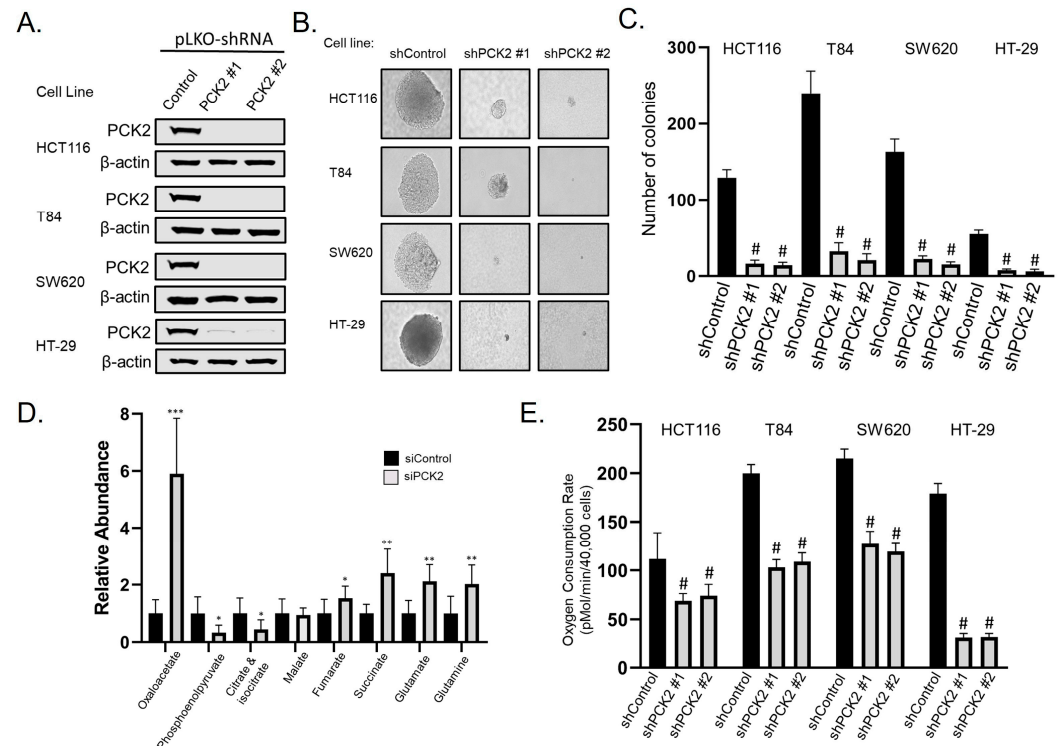 A.
pLKO-shRNA
Cell Line
Control
PCK2 #1
PCK2 #2
HCT116
PCK2
β-actin
T84
PCK2
β-actin
SW620
PCK2
β-actin
HT-29
PCK2
β-actin
B.
Cell line:
shControl
shPCK2 #1
shPCK2 #2
HCT116
T84
SW620
HT-29
C.
Number of colonies
300
200
100
0
HCT116
T84
SW620
HT-29
# # # # # # # #
shControl
shPCK2 #1
shPCK2 #2
shControl
shPCK2 #1
shPCK2 #2
shControl
shPCK2 #1
shPCK2 #2
shControl
shPCK2 #1
shPCK2 #2
D.
Relative Abundance
8
6
4
2
0
siControl
siPCK2
*** * * * ** ** **
Oxaloacetate
Phosphoenolpyruvate
Citrate &
isocitrate
Malate
Fumarate
Succinate
Glutamate
Glutamine
E.
Oxygen Consumption Rate
(pMol/min/40,000 cells)
250
200
150
100
50
0
HCT116
T84
SW620
HT-29
# # # # # # # #
shControl
shPCK2 #1
shPCK2 #2
shControl
shPCK2 #1
shPCK2 #2
shControl
shPCK2 #1
shPCK2 #2
shControl
shPCK2 #1
shPCK2 #2